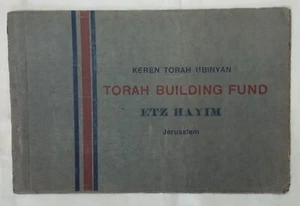 KEREN TORAH UBINYAN
TORAH BUILDING FUND
ETZ HAYIM
Jerusalem